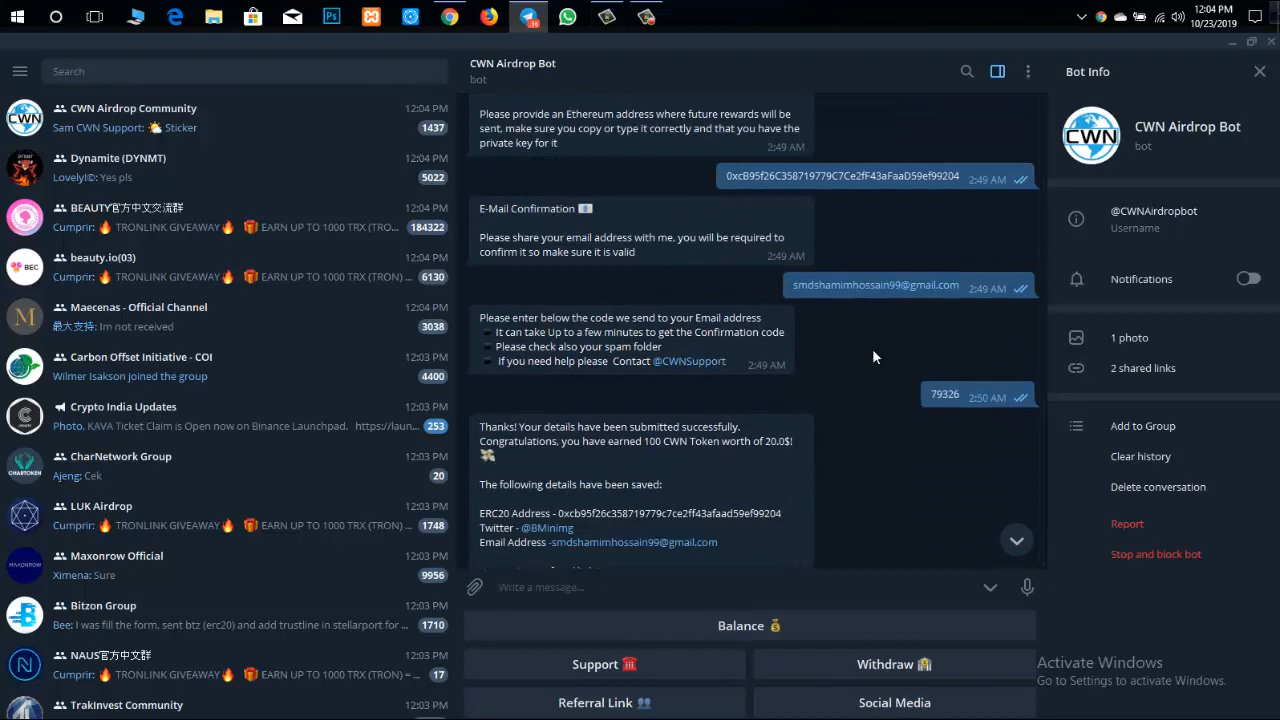 12:04 PM
10/23/2019
Search
CWN Airdrop Community
12:04 PM
Sam CWN Support: 🌤 Sticker
1437
Dynamite (DYNMT)
12:04 PM
Lovely!©: Yes pls
5022
BEAUTY官方中文交流群
12:04 PM
Cumprir: 🔥 TRONLINK GIVEAWAY🔥 🎁 EARN UP TO 1000 TRX (TRO...
184322
beauty.io(03)
12:04 PM
Cumprir: 🔥 TRONLINK GIVEAWAY🔥 🎁 EARN UP TO 1000 TRX (TRON) ...
6130
Maecenas - Official Channel
12:04 PM
最大支持: Im not received
3038
Carbon Offset Initiative - COI
12:04 PM
Wilmer Isakson joined the group
4400
Crypto India Updates
12:03 PM
Photo, KAVA Ticket Claim is Open now on Binance Launchpad. https://laun...
253
CharNetwork Group
12:03 PM
Ajeng: Cek
20
LUK Airdrop
12:03 PM
Cumprir: 🔥 TRONLINK GIVEAWAY🔥 🎁 EARN UP TO 1000 TRX (TRON) ...
1748
Maxonrow Official
12:03 PM
Ximena: Sure
9956
Bitzon Group
12:03 PM
Bee: I was fill the form, sent btz (erc20) and add trustline in stellarport for ...
1710
NAUS官方中文群
12:03 PM
Cumprir: 🔥 TRONLINK GIVEAWAY🔥 🎁 EARN UP TO 1000 TRX (TRON) = ...
17
TrakInvest Community
12:03 PM
CWN Airdrop Bot
bot
Please provide an Ethereum address where future rewards will be
sent, make sure you copy or type it correctly and that you have the
private key for it
2:49 AM
0xcB95f26C358719779C7Ce2fF43aFaaD59ef99204 2:49 AM
E-Mail Confirmation 📧
Please share your email address with me, you will be required to
confirm it so make sure it is valid
2:49 AM
smdshamimhossain99@gmail.com 2:49 AM
Please enter below the code we send to your Email address
It can take Up to a few minutes to get the Confirmation code
Please check also your spam folder
If you need help please Contact @CWNSupport
2:49 AM
79326 2:50 AM
Thanks! Your details have been submitted successfully.
Congratulations, you have earned 100 CWN Token worth of 20.0$!
💸
The following details have been saved:
ERC20 Address - 0xcb95f26c358719779c7ce2ff43afaad59ef99204
Twitter - @BMinimg
Email Address -smdshamimhossain99@gmail.com
Write a message...
Balance 💰
Support ☎️
Withdraw 🏦
Referral Link 👥
Social Media
Bot Info
CWN
CWN Airdrop Bot
bot
@CWNAirdropbot
Username
Notifications
1 photo
2 shared links
Add to Group
Clear history
Delete conversation
Report
Stop and block bot
Activate Windows
Go to Settings to activate Windows.